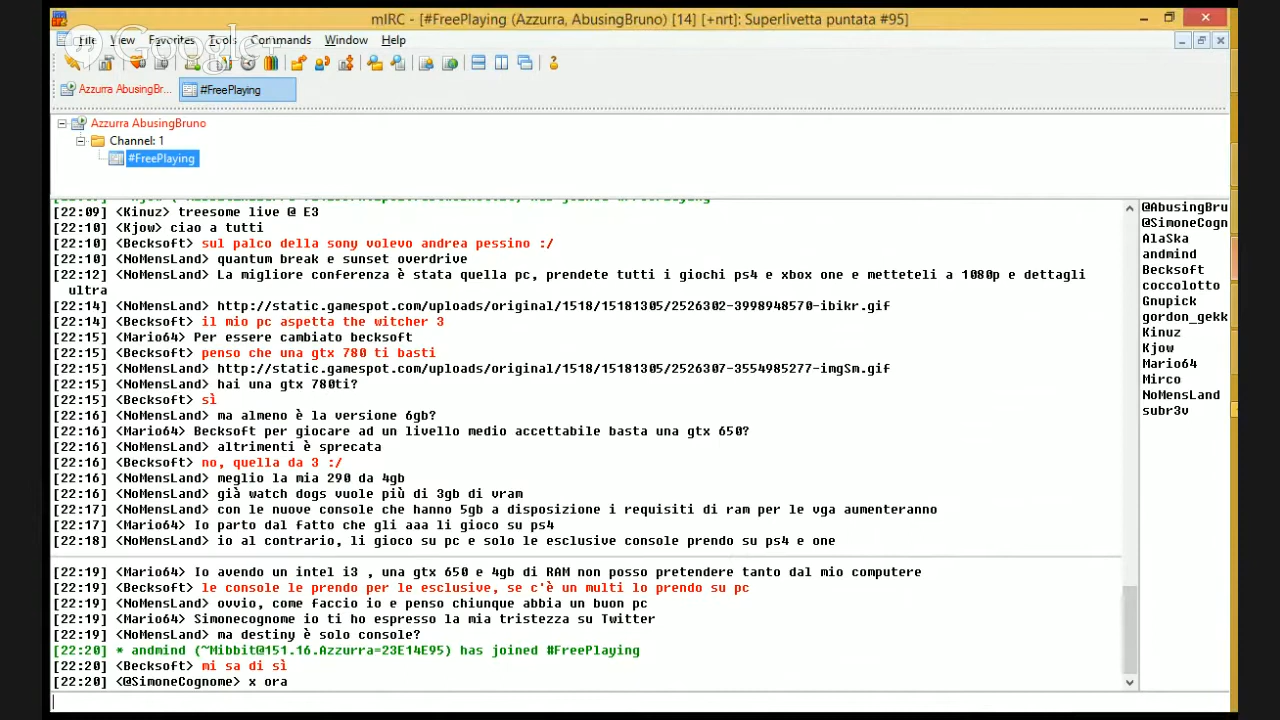 mIRC - [#FreePlaying (Azzurra, AbusingBruno) [14] [+nrt]: Superlivetta puntata #95]
File View Favorites Tools Commands Window Help
Google+
Azzurra AbusingBr... #FreePlaying
Azzurra AbusingBruno
Channel: 1
#FreePlaying
[22:09] <Kinuz> treesome live @ E3
[22:10] <Kjow> ciao a tutti
[22:10] <Becksoft> sul palco della sony volevo andrea pessino :/
[22:10] <NoMensLand> quantum break e sunset overdrive
[22:12] <NoMensLand> La migliore conferenza è stata quella pc, prendete tutti i giochi ps4 e xbox one e metteteli a 1080p e dettagli
ultra
[22:14] <NoMensLand> http://static.gamespot.com/uploads/original/1518/15181305/2526302-3998948570-ibikr.gif
[22:14] <Becksoft> il mio pc aspetta the witcher 3
[22:15] <Mario64> Per essere cambiato becksoft
[22:15] <Becksoft> penso che una gtx 780 ti basti
[22:15] <NoMensLand> http://static.gamespot.com/uploads/original/1518/15181305/2526307-3554985277-imgSm.gif
[22:15] <NoMensLand> hai una gtx 780ti?
[22:15] <Becksoft> sì
[22:16] <NoMensLand> ma almeno è la versione 6gb?
[22:16] <Mario64> Becksoft per giocare ad un livello medio accettabile basta una gtx 650?
[22:16] <NoMensLand> altrimenti è sprecata
[22:16] <Becksoft> no, quella da 3 :/
[22:16] <NoMensLand> meglio la mia 290 da 4gb
[22:16] <NoMensLand> già watch dogs vuole più di 3gb di vram
[22:17] <NoMensLand> con le nuove console che hanno 5gb a disposizione i requisiti di ram per le vga aumenteranno
[22:17] <Mario64> Io parto dal fatto che gli aaa li gioco su ps4
[22:18] <NoMensLand> io al contrario, li gioco su pc e solo le esclusive console prendo su ps4 e one
[22:19] <Mario64> Io avendo un intel i3 , una gtx 650 e 4gb di RAM non posso pretendere tanto dal mio computere
[22:19] <Becksoft> le console le prendo per le esclusive, se c'è un multi lo prendo su pc
[22:19] <NoMensLand> ovvio, come faccio io e penso chiunque abbia un buon pc
[22:19] <Mario64> Simonecognome io ti ho espresso la mia tristezza su Twitter
[22:19] <NoMensLand> ma destiny è solo console?
[22:20] * andmind (~Mibbit@151.16.Azzurra=23E14E95) has joined #FreePlaying
[22:20] <Becksoft> mi sa di sì
[22:20] <@SimoneCognome> x ora
@AbusingBru
@SimoneCogn
AlaSka
andmind
Becksoft
coccolotto
Gnupick
gordon_gekk
Kinuz
Kjow
Mario64
Mirco
NoMensLand
subr3v